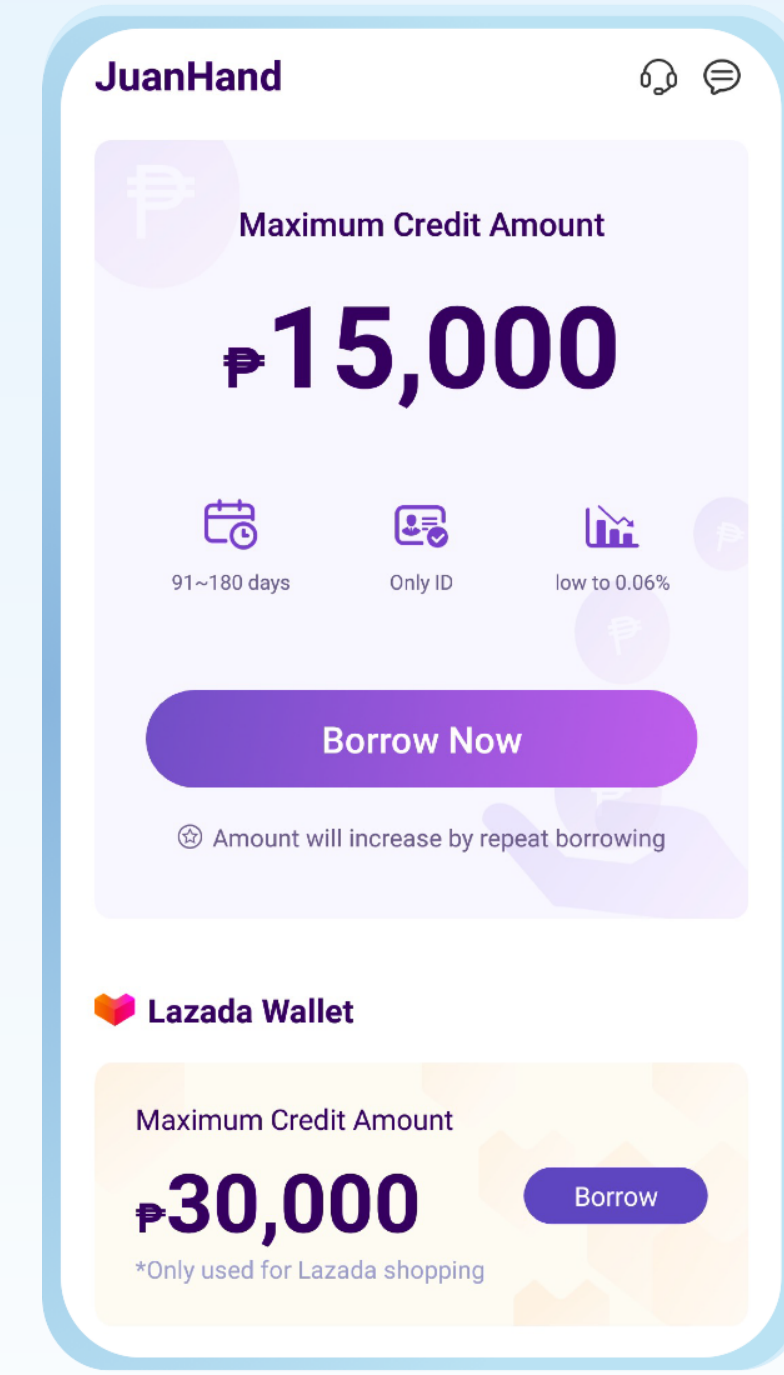 JuanHand
Maximum Credit Amount
₱15,000
91~180 days
Only ID
low to 0.06%
Borrow Now
Amount will increase by repeat borrowing
Lazada Wallet
Maximum Credit Amount
₱30,000
Borrow
*Only used for Lazada shopping